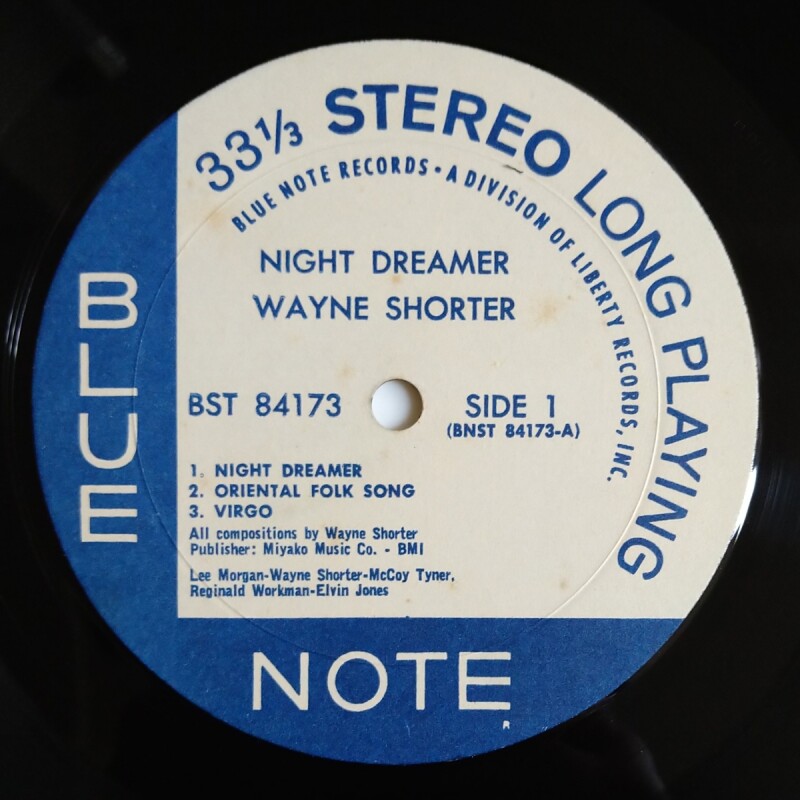 33⅓ STEREO LONG PLAYING
BLUE NOTE RECORDS • A DIVISION OF LIBERTY RECORDS, INC.
NIGHT DREAMER
WAYNE SHORTER
BST 84173
SIDE 1
(BNST 84173-A)
1. NIGHT DREAMER
2. ORIENTAL FOLK SONG
3. VIRGO
All compositions by Wayne Shorter
Publisher: Miyako Music Co. - BMI
Lee Morgan-Wayne Shorter-McCoy Tyner,
Reginald Workman-Elvin Jones
BLUE
NOTE
R